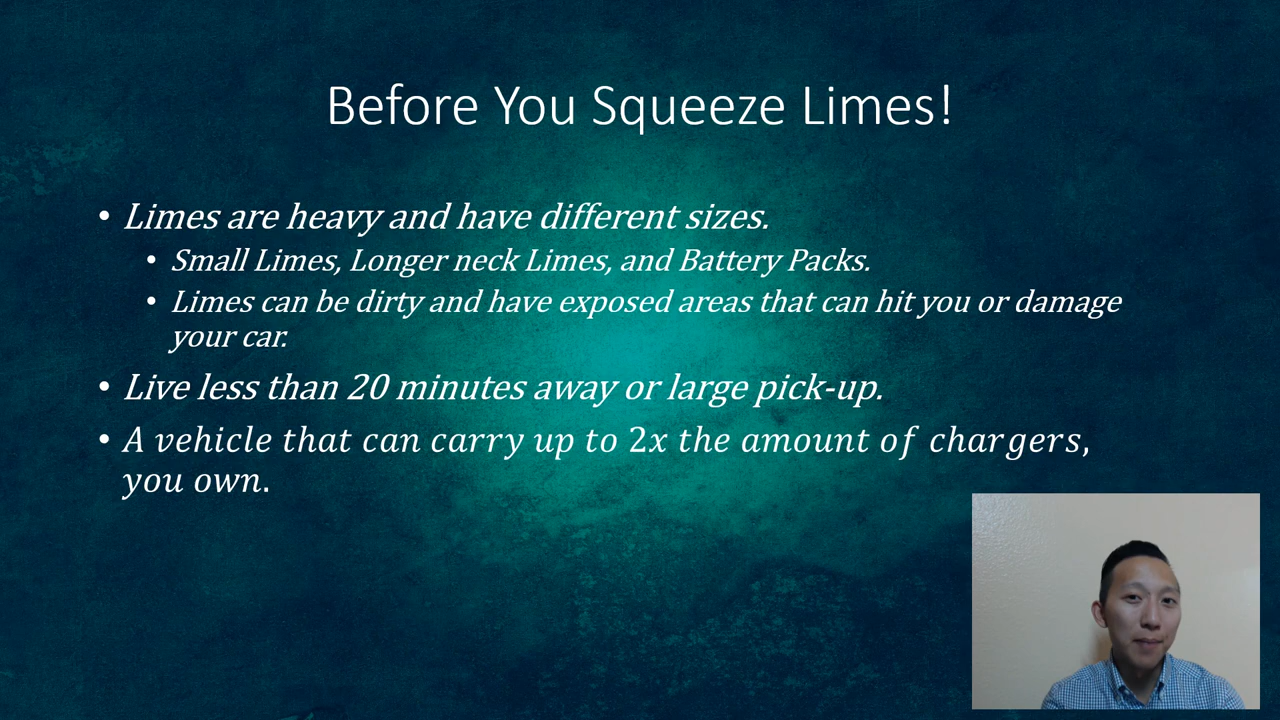 Before You Squeeze Limes!
• Limes are heavy and have different sizes.
• Small Limes, Longer neck Limes, and Battery Packs.
• Limes can be dirty and have exposed areas that can hit you or damage
your car.
• Live less than 20 minutes away or large pick-up.
• A vehicle that can carry up to 2x the amount of chargers,
you own.